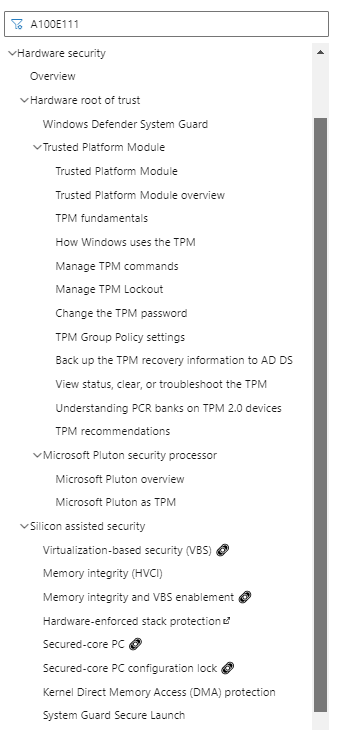 A100E111
Hardware security
Overview
Hardware root of trust
Windows Defender System Guard
Trusted Platform Module
Trusted Platform Module
Trusted Platform Module overview
TPM fundamentals
How Windows uses the TPM
Manage TPM commands
Manage TPM Lockout
Change the TPM password
TPM Group Policy settings
Back up the TPM recovery information to AD DS
View status, clear, or troubleshoot the TPM
Understanding PCR banks on TPM 2.0 devices
TPM recommendations
Microsoft Pluton security processor
Microsoft Pluton overview
Microsoft Pluton as TPM
Silicon assisted security
Virtualization-based security (VBS)
Memory integrity (HVCI)
Memory integrity and VBS enablement
Hardware-enforced stack protection
Secured-core PC
Secured-core PC configuration lock
Kernel Direct Memory Access (DMA) protection
System Guard Secure Launch